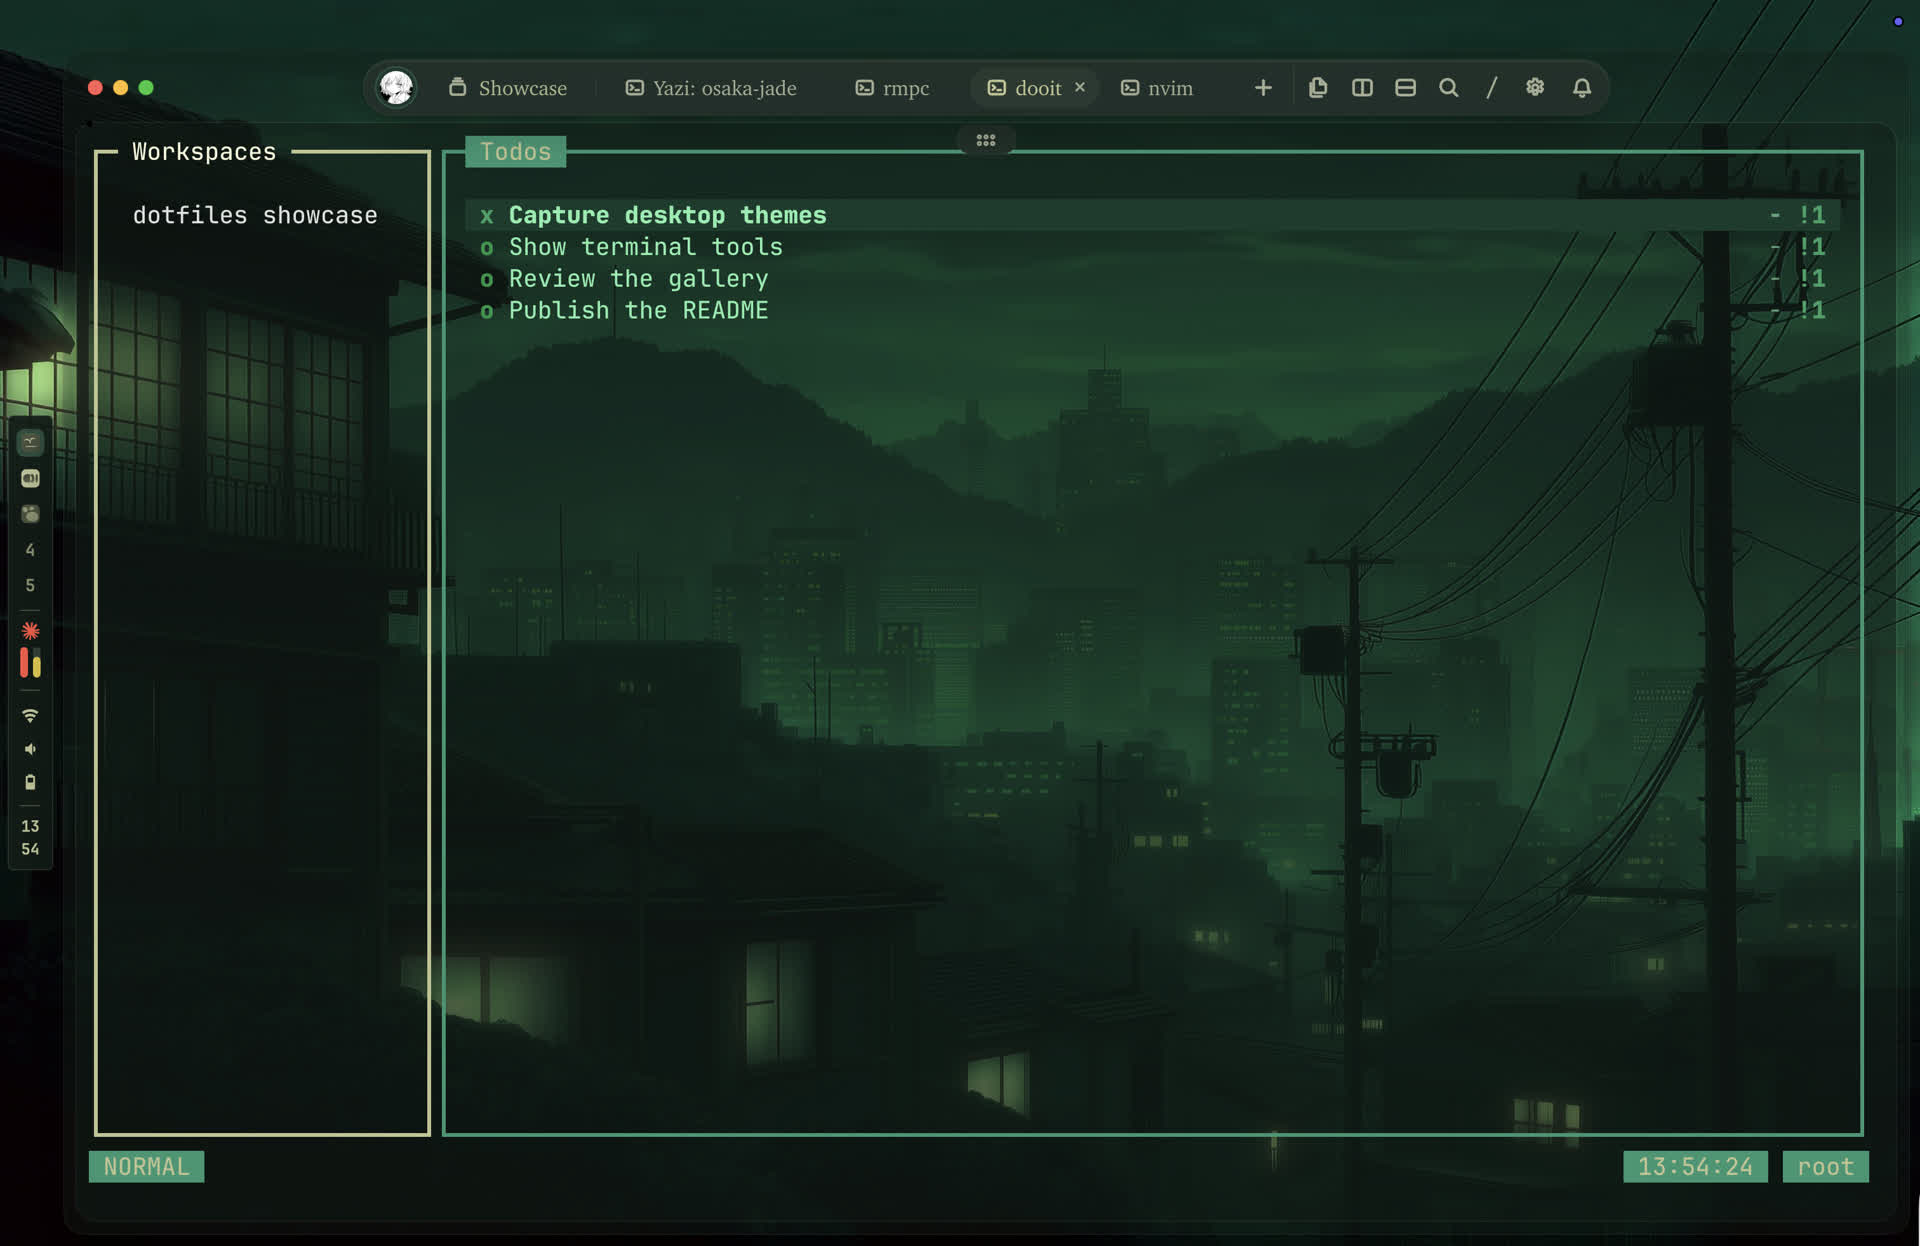 Showcase Yazi: osaka-jade rmpc dooit × nvim
Workspaces
dotfiles showcase
Todos
x Capture desktop themes - !1
o Show terminal tools - !1
o Review the gallery - !1
o Publish the README - !1
4
5
13
54
NORMAL
13:54:24 root